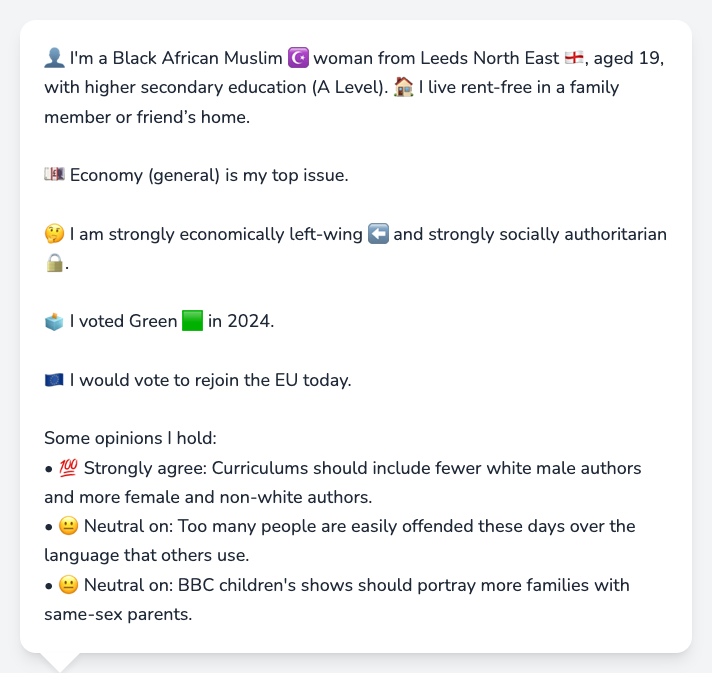 👤 I'm a Black African Muslim ☪️ woman from Leeds North East 🏴󠁧󠁢󠁥󠁮󠁧󠁿, aged 19,
with higher secondary education (A Level). 🏠 I live rent-free in a family
member or friend’s home.
💷 Economy (general) is my top issue.
🤔 I am strongly economically left-wing ⬅️ and strongly socially authoritarian
🔒.
🗳️ I voted Green 🟩 in 2024.
🇪🇺 I would vote to rejoin the EU today.
Some opinions I hold:
• 💯 Strongly agree: Curriculums should include fewer white male authors
and more female and non-white authors.
• 😐 Neutral on: Too many people are easily offended these days over the
language that others use.
• 😐 Neutral on: BBC children's shows should portray more families with
same-sex parents.